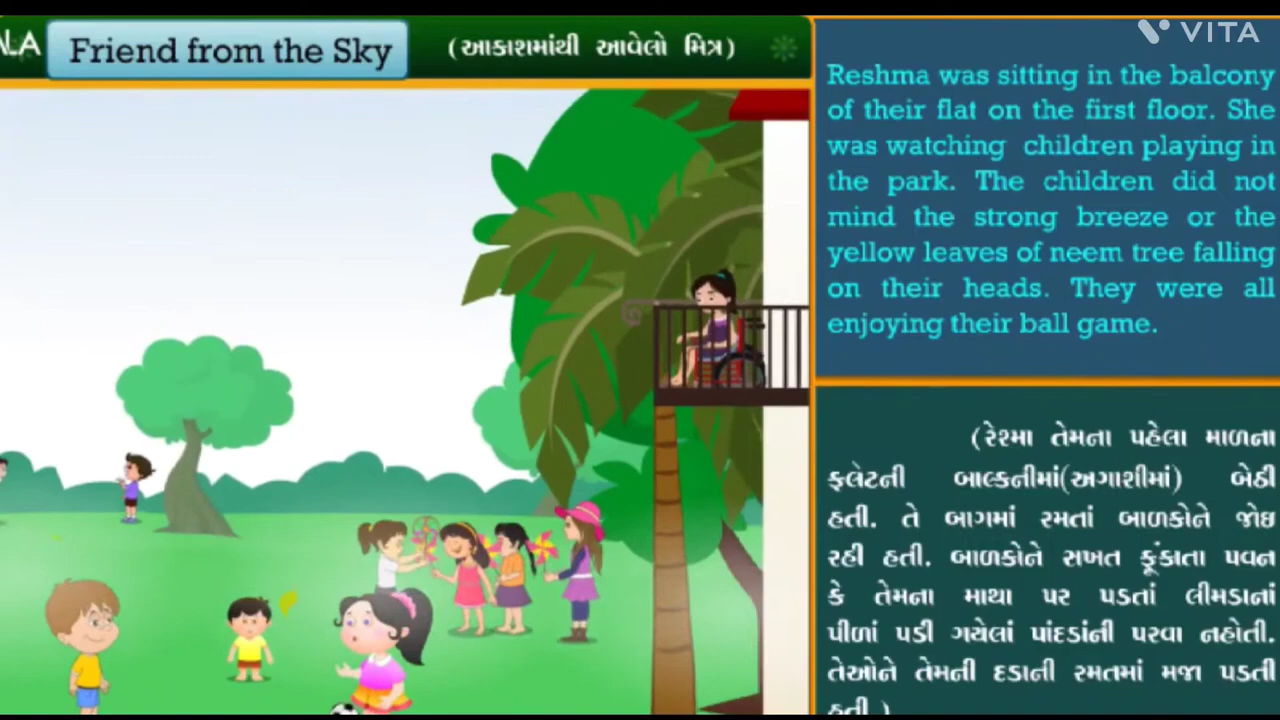 Friend from the Sky
(આકાશમાંથી આવેલો મિત્ર)
VITA
Reshma was sitting in the balcony
of their flat on the first floor. She
was watching children playing in
the park. The children did not
mind the strong breeze or the
yellow leaves of neem tree falling
on their heads. They were all
enjoying their ball game.
(રેશ્મા તેમના પહેલા માળના
ફ્લેટની બાલ્કનીમાં(અગાશીમાં) બેઠી
હતી. તે બાગમાં રમતાં બાળકોને જોઇ
રહી હતી. બાળકોને સખત ફૂંકાતા પવન
કે તેમના માથા પર પડતાં લીમડાનાં
પીળાં પડી ગયેલાં પાંદડાંની પરવા નહોતી.
તેઓને તેમની દડાની રમતમાં મજા પડતી
હતી.)